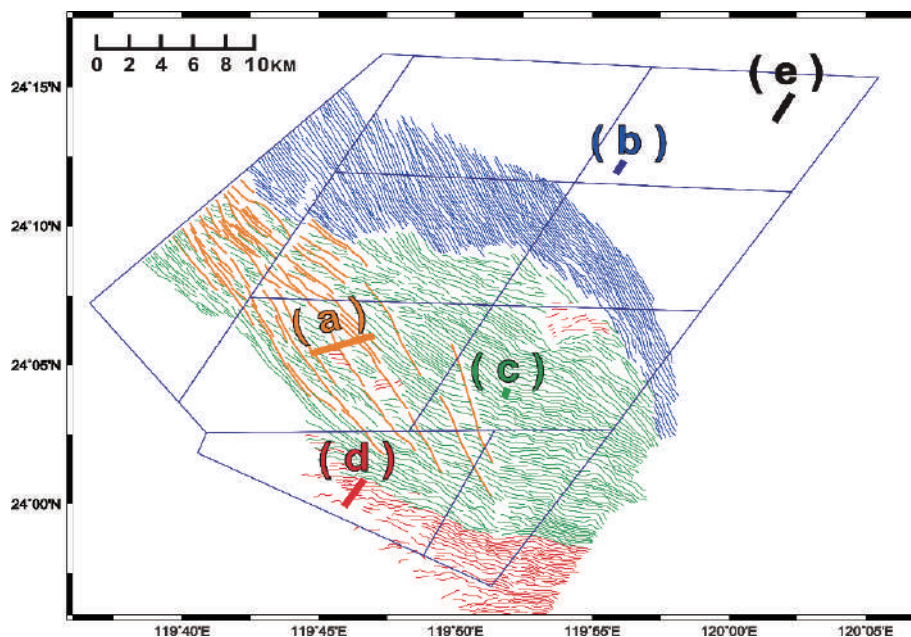 0 2 4 6 8 10KM
24°15'N
24°10'N
24°05'N
24°00'N
( e )
( b )
( a )
( c )
( d )
119°40'E 119°45'E 119°50'E 119°55'E 120°00'E 120°05'E